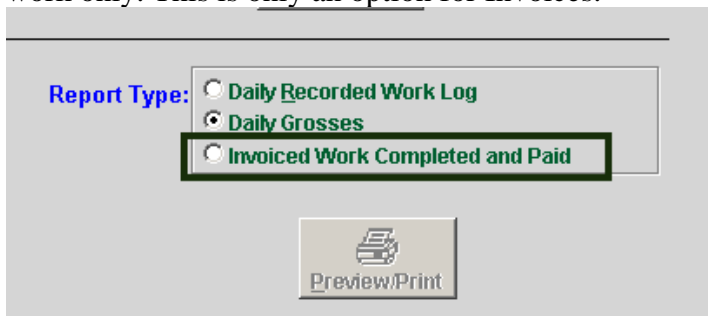 work only. This is only an option for Invoices.
Report Type:
Daily Recorded Work Log
Daily Grosses
Invoiced Work Completed and Paid
Preview/Print